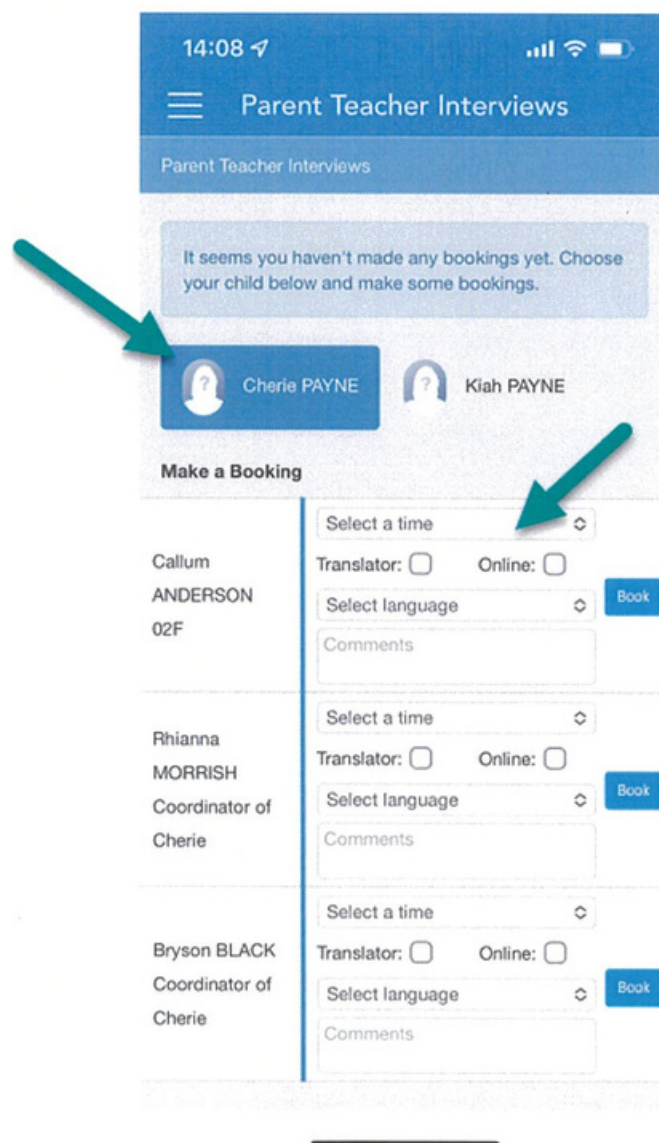 14:08
Parent Teacher Interviews
Parent Teacher Interviews
It seems you haven't made any bookings yet. Choose
your child below and make some bookings.
? Cherie PAYNE ? Kiah PAYNE
Make a Booking
Callum
ANDERSON
02F
Select a time
Translator: Online:
Select language
Comments
Book
Rhianna
MORRISH
Coordinator of
Cherie
Select a time
Translator: Online:
Select language
Comments
Book
Bryson BLACK
Coordinator of
Cherie
Select a time
Translator: Online:
Select language
Comments
Book